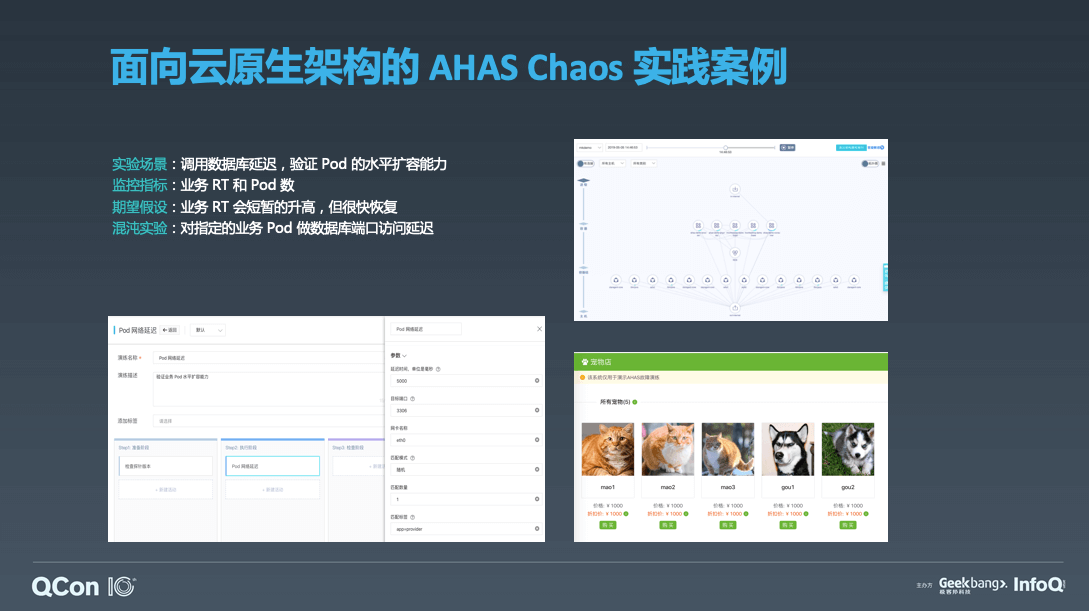 面向云原生架构的 AHAS Chaos 实践案例
实验场景：调用数据库延迟，验证 Pod 的水平扩容能力
监控指标：业务 RT 和 Pod 数
期望假设：业务 RT 会短暂的升高，但很快恢复
混沌实验：对指定的业务 Pod 做数据库端口访问延迟
Pod 网络延迟
返回
默认
演练名称
Pod 网络延迟
演练描述
验证业务 Pod 水平扩容能力
添加标签
请选择
Step1: 准备阶段
Step2: 执行阶段
Step3: 检查阶段
检查探针版本
Pod 网络延迟
Pod 网络延迟
参数
延迟时间，单位是毫秒
5000
目标端口
3306
网卡名称
eth0
匹配模式
随机
匹配数量
1
匹配标签
app=provider
宠物店
该系统仅用于演示AHAS故障演练
所有宠物(5)
mao1 mao2 mao3 gou1 gou2
价格: ¥ 1000 价格: ¥ 1000 价格: ¥ 1000 价格: ¥ 1000 价格: ¥ 1000
折扣价: ¥ 1000 折扣价: ¥ 1000 折扣价: ¥ 1000 折扣价: ¥ 1000 折扣价: ¥ 1000
购买 购买 购买 购买 购买
QCon 10
主办方 Geekbang>. 极客邦科技 InfoQ